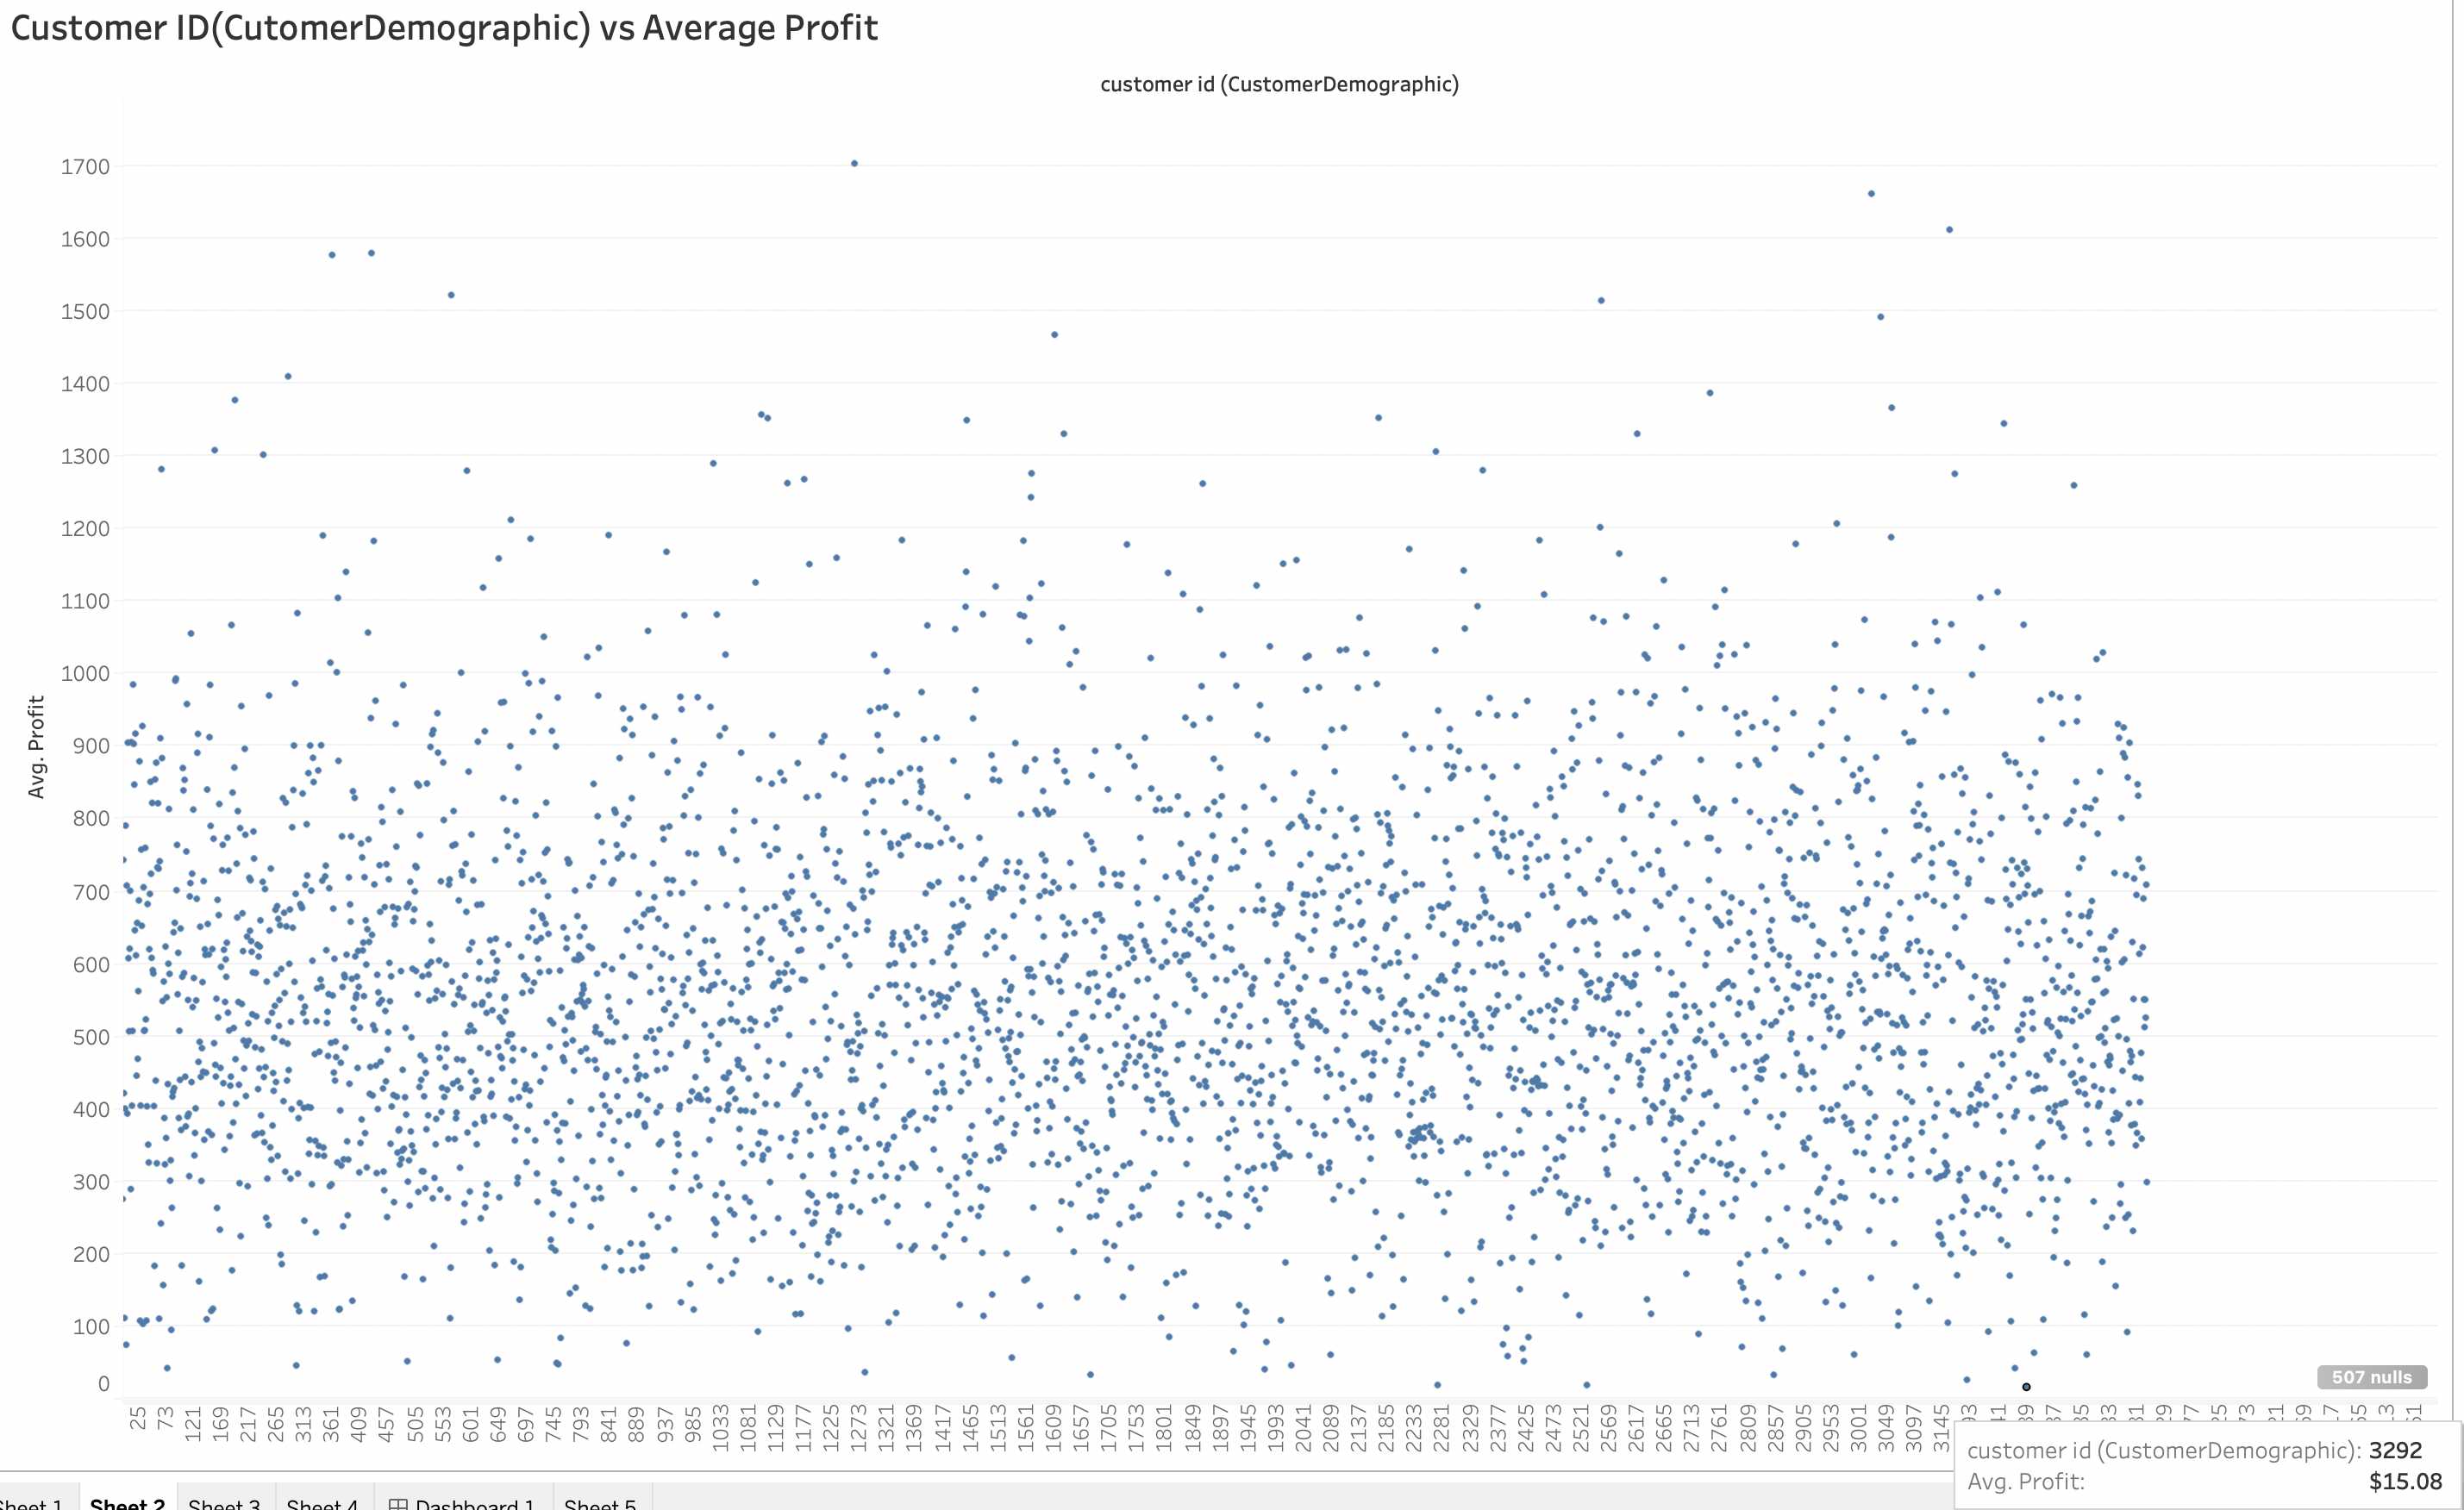 Customer ID(CutomerDemographic) vs Average Profit
customer id (CustomerDemographic)
1700
1600
1500
1400
1300
1200
1100
1000
900
800
700
600
500
400
300
200
100
0
Avg. Profit
507 nulls
25 73 121 169 217 265 313 361 409 457 505 553 601 649 697 745 793 841 889 937 985 1033 1081 1129 1177 1225 1273 1321 1369 1417 1465 1513 1561 1609 1657 1705 1753 1801 1849 1897 1945 1993 2041 2089 2137 2185 2233 2281 2329 2377 2425 2473 2521 2569 2617 2665 2713 2761 2809 2857 2905 2953 3001 3049 3097 3145
customer id (CustomerDemographic): 3292
Avg. Profit: $15.08
Sheet 2 Sheet 3 Sheet 4 Dashboard 1 Sheet 5